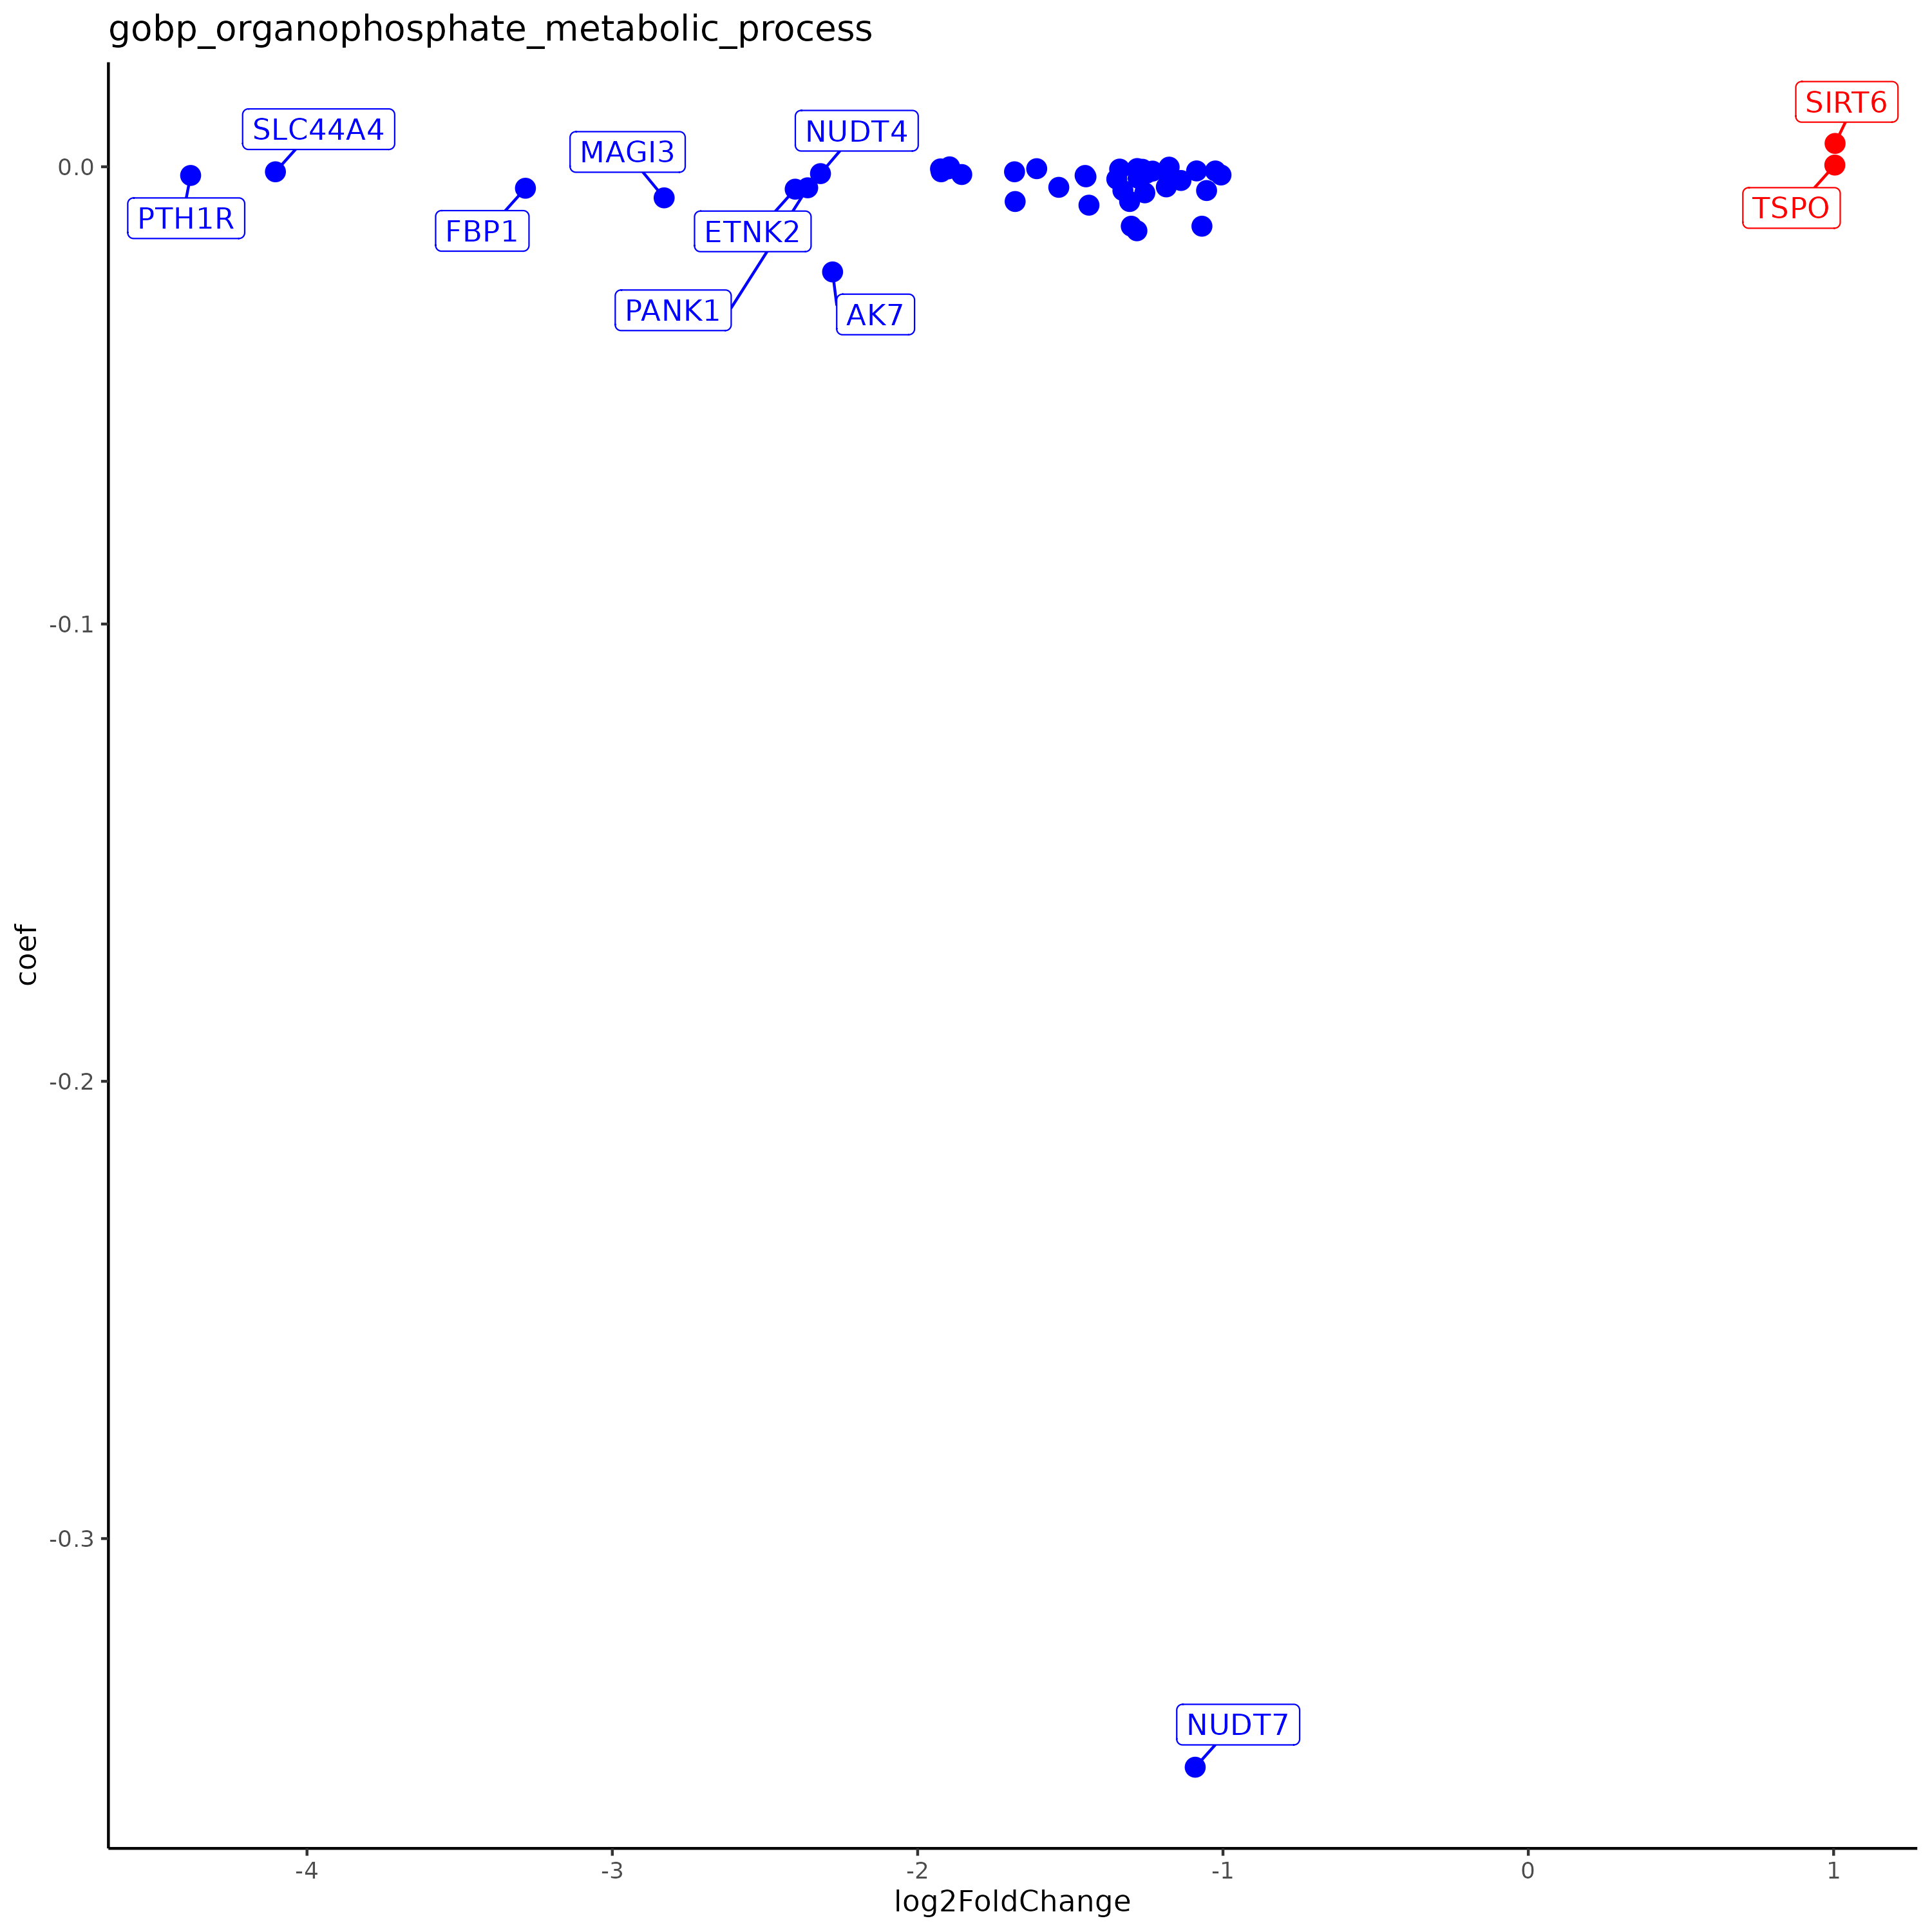 gobp_organophosphate_metabolic_process
SIRT6
SLC44A4
NUDT4
MAGI3
0.0
PTH1R
TSPO
FBP1
ETNK2
PANK1
AK7
-0.1
coef
-0.2
-0.3
NUDT7
-4
-3
-2
-1
0
1
log2FoldChange